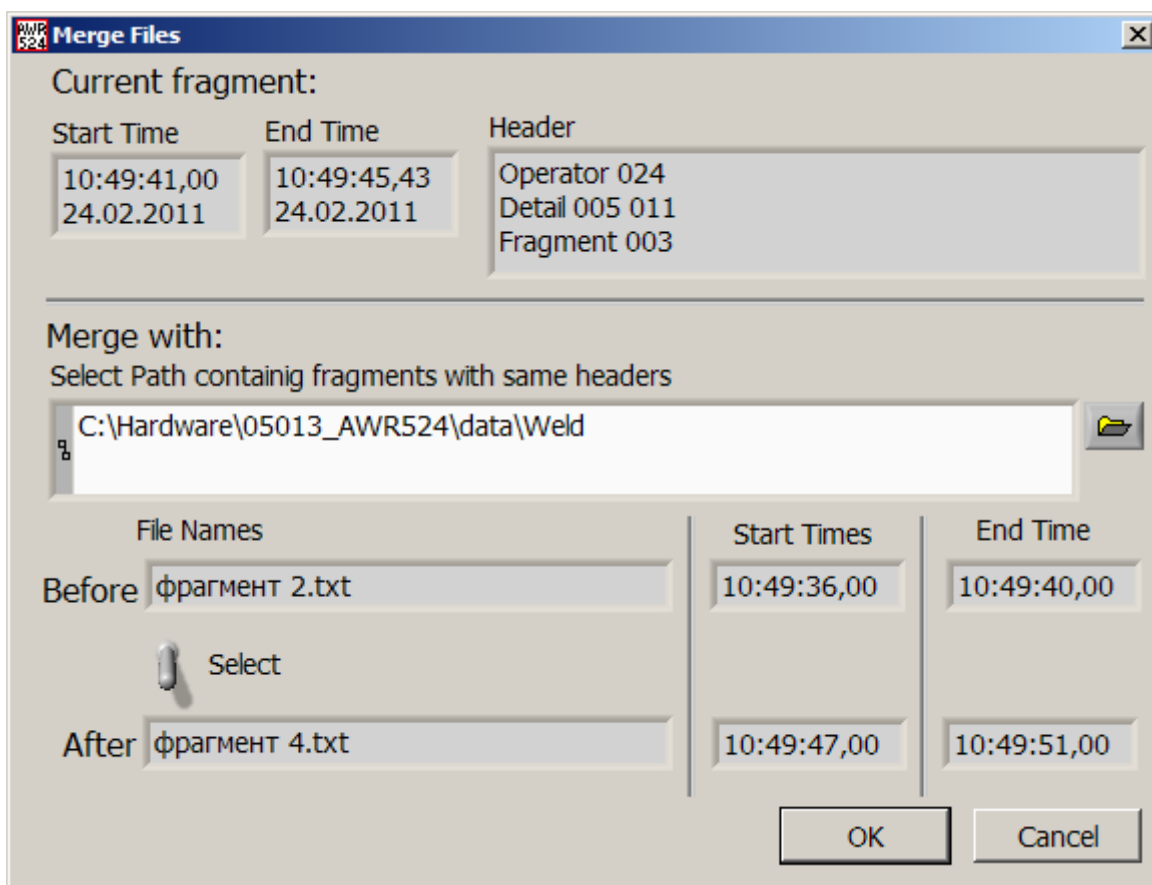 AWR
524
Merge Files
Current fragment:
Start Time
End Time
Header
10:49:41,00
24.02.2011
10:49:45,43
24.02.2011
Operator 024
Detail 005 011
Fragment 003
Merge with:
Select Path containig fragments with same headers
C:\Hardware\05013_AWR524\data\Weld
File Names
Start Times
End Time
Before
фрагмент 2.txt
10:49:36,00
10:49:40,00
Select
After
фрагмент 4.txt
10:49:47,00
10:49:51,00
OK
Cancel